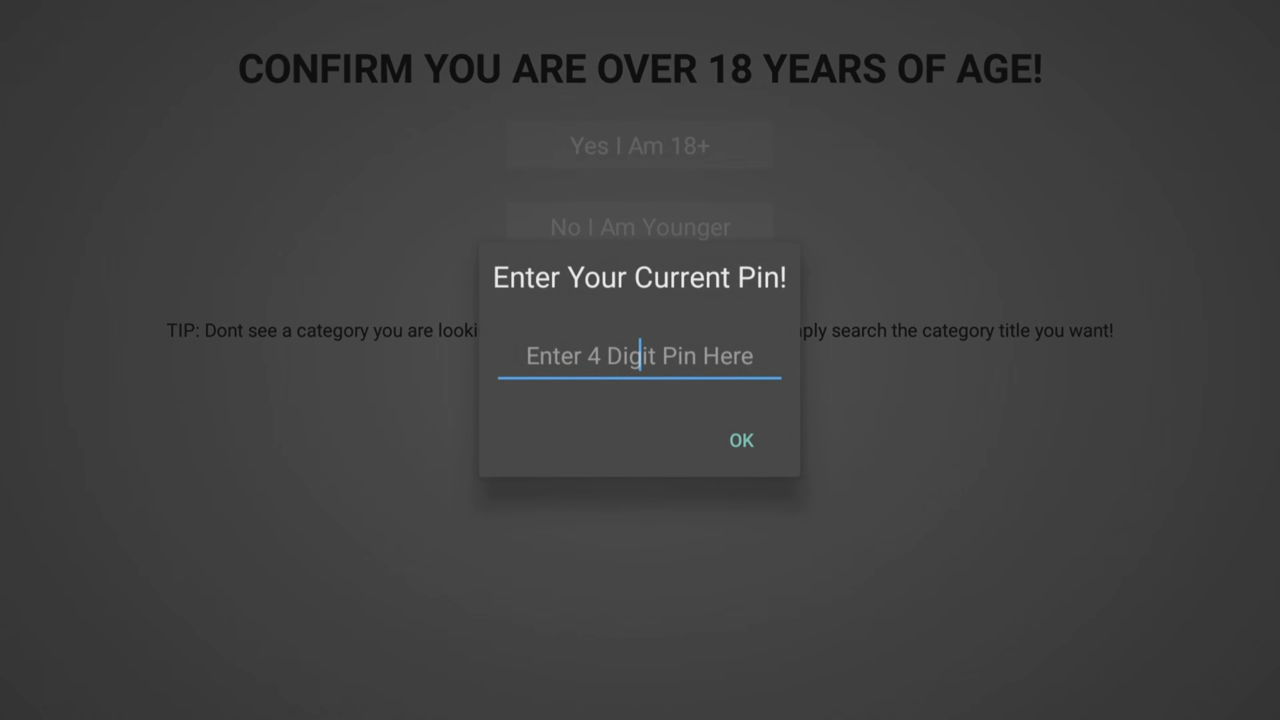 CONFIRM YOU ARE OVER 18 YEARS OF AGE!
Yes I Am 18+
No I Am Younger
Enter Your Current Pin!
TIP: Dont see a category you are looki ply search the category title you want!
Enter 4 Digit Pin Here
OK